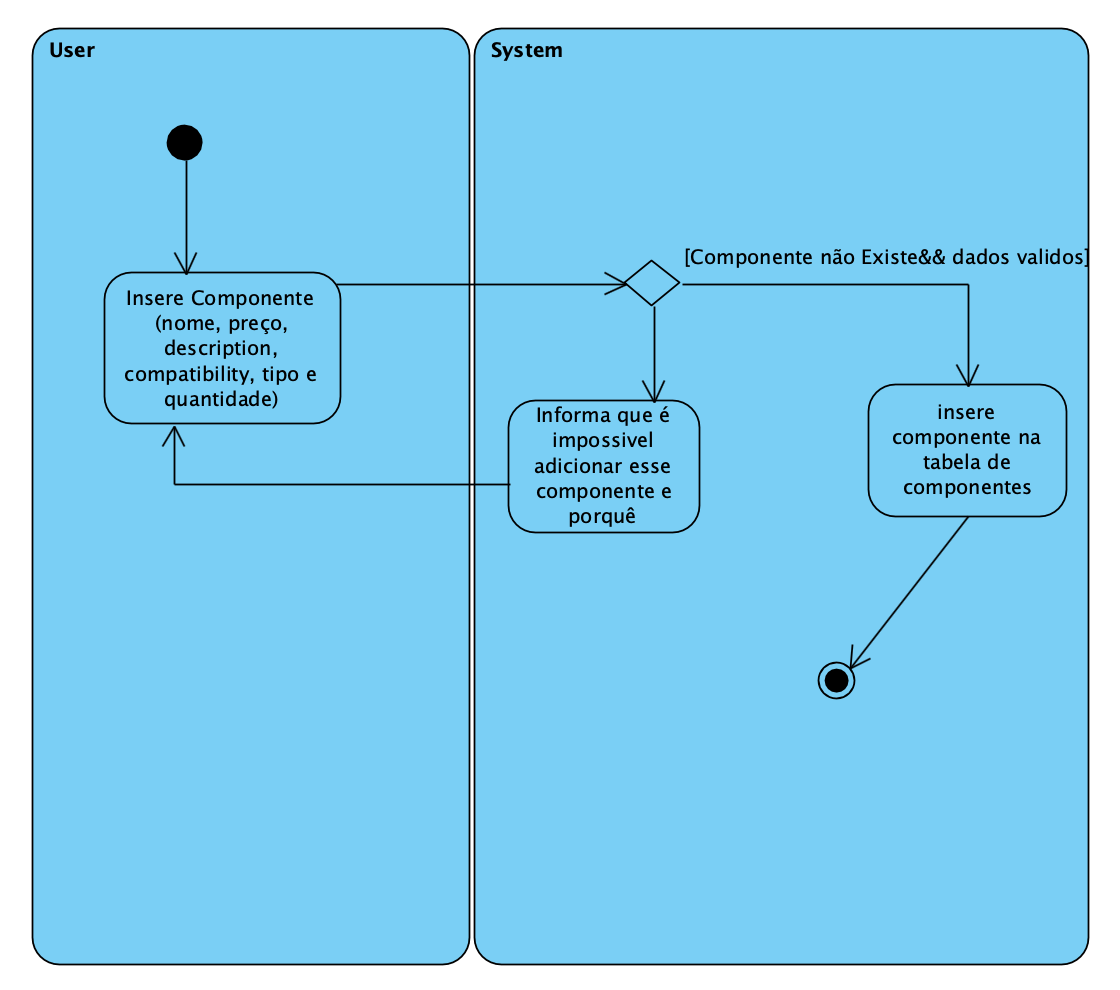 User
System
[Componente não Existe&& dados validos]
Insere Componente
(nome, preço,
description,
compatibility, tipo e
quantidade)
Informa que é
impossivel
adicionar esse
componente e
porquê
insere
componente na
tabela de
componentes